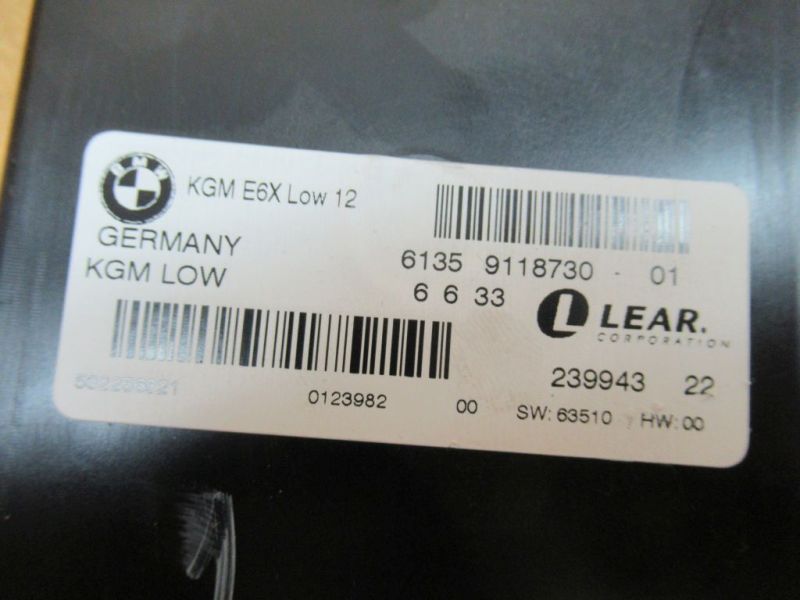 BMW
KGM E6X Low 12
GERMANY
KGM LOW
6135 9118730 - 01
6 6 33
LEAR.
CORPORATION
239943 22
0123982 00 SW: 63510 HW: 00